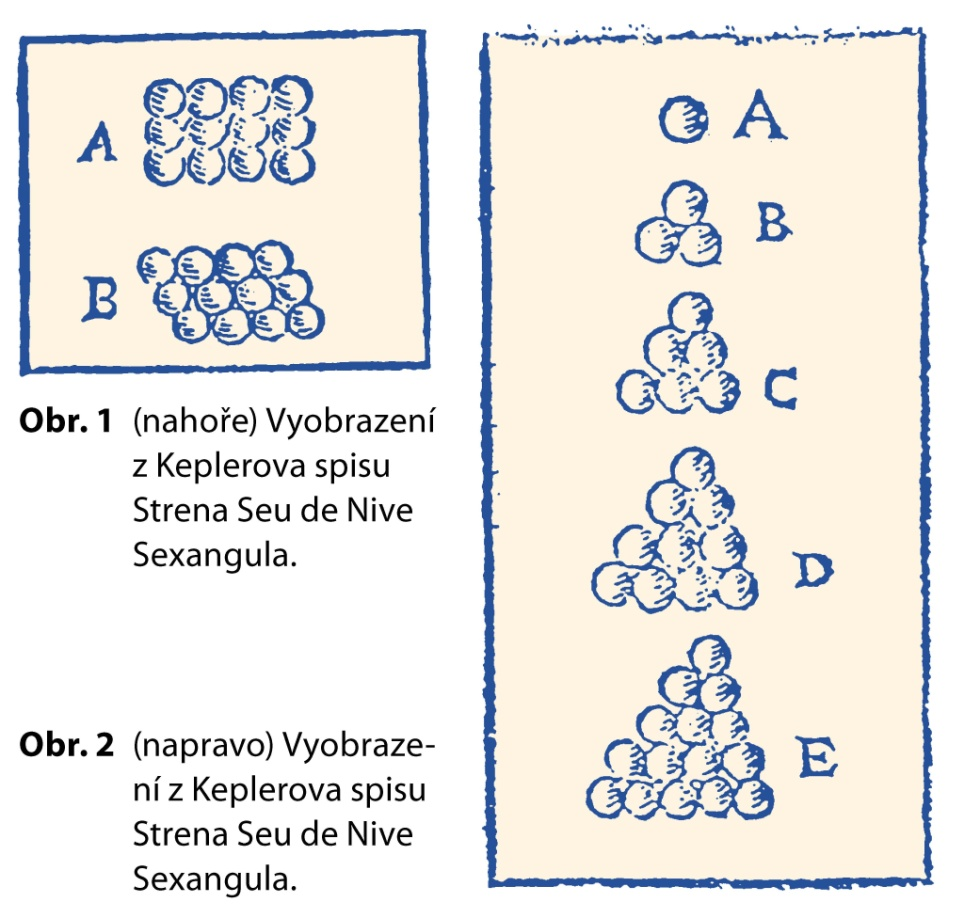 A
B
Obr. 1 (nahoře) Vyobrazení
z Keplerova spisu
Strena Seu de Nive
Sexangula.
Obr. 2 (napravo) Vyobraze-
ní z Keplerova spisu
Strena Seu de Nive
Sexangula.
A
B
C
D
E